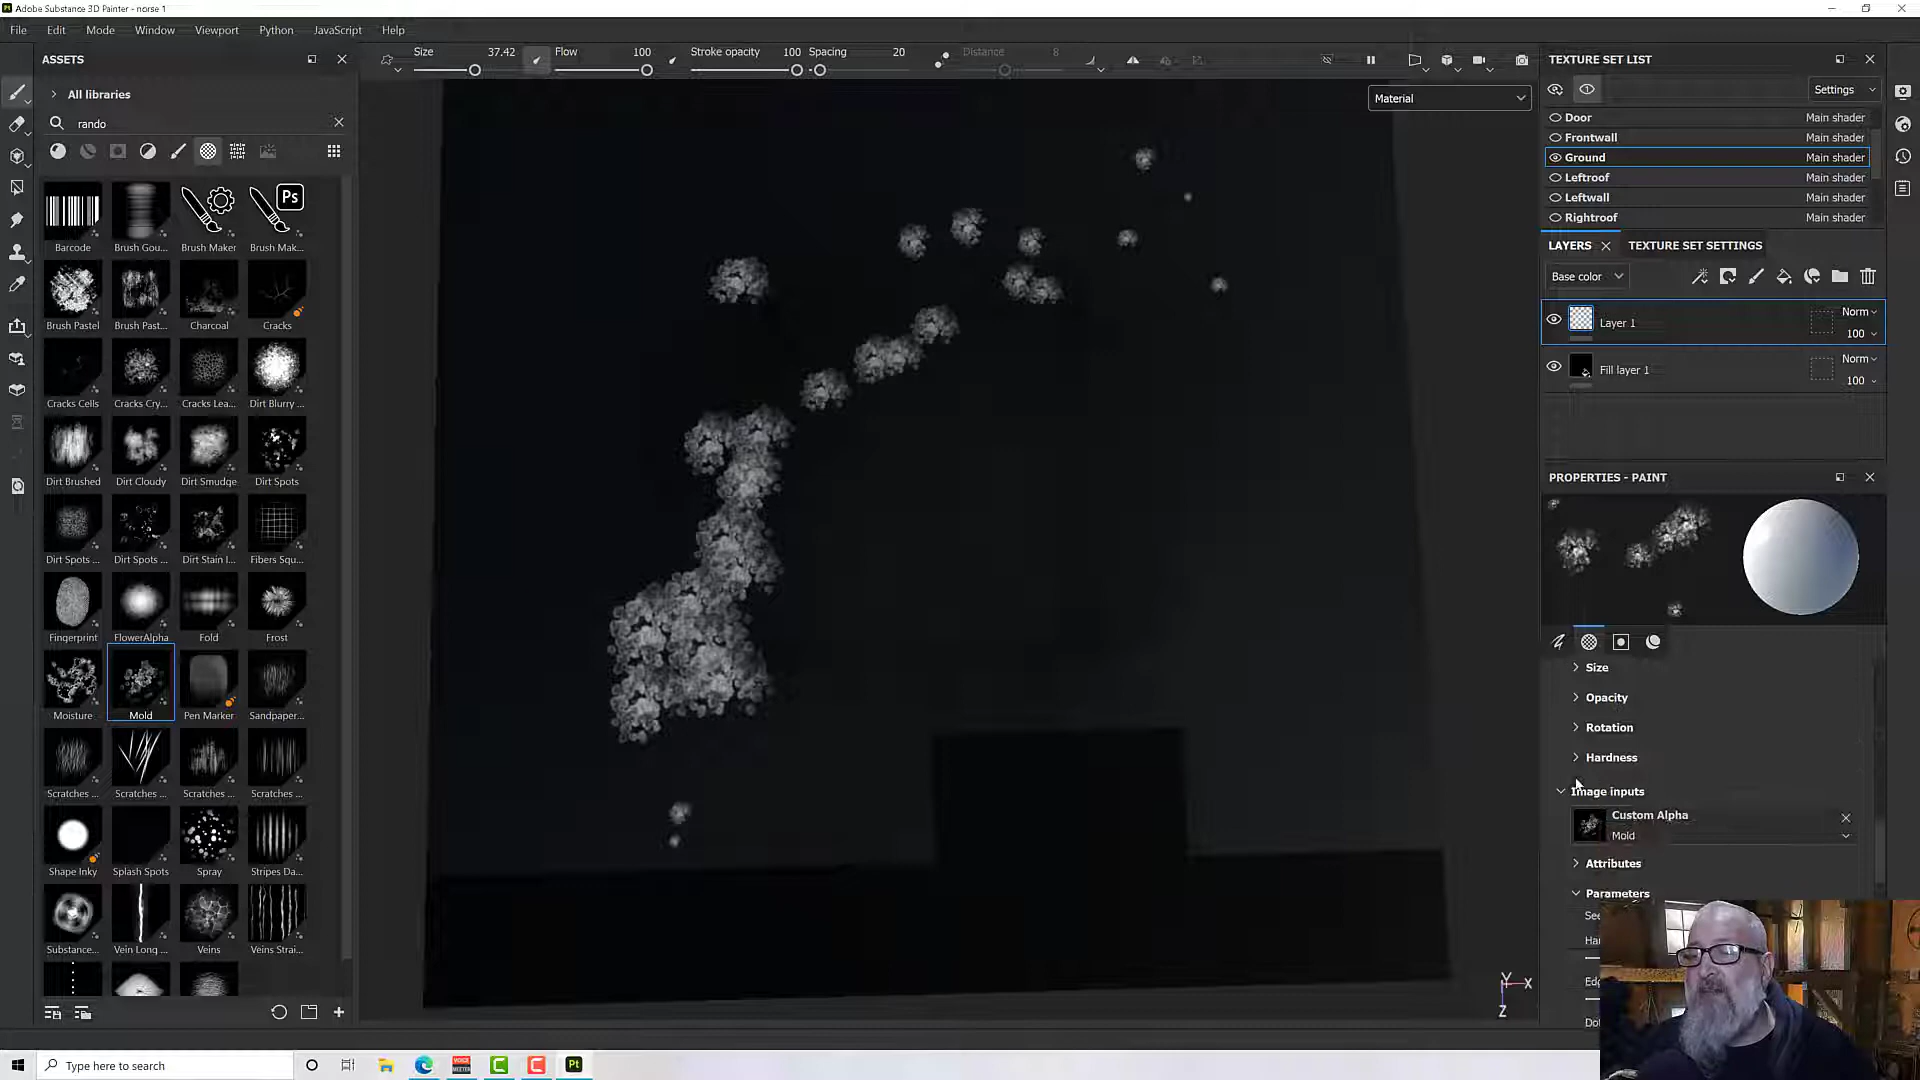 Adobe Substance 3D Painter - norse 1
File Edit Mode Window Viewport Python JavaScript Help
ASSETS
Size 37.42 Flow 100 Stroke opacity 100 Spacing 20 Distance 8
All libraries
rando
Material
Barcode Brush Gou... Brush Maker Brush Mak...
Ps
Brush Pastel Brush Past... Charcoal Cracks
Cracks Cells Cracks Cry... Cracks Lea... Dirt Blurry ...
Dirt Brushed Dirt Cloudy Dirt Smudge Dirt Spots
Dirt Spots ... Dirt Spots ... Dirt Stain I... Fibers Squ...
Fingerprint FlowerAlpha Fold Frost
Moisture Mold Pen Marker Sandpaper...
Scratches ... Scratches ... Scratches ... Scratches ...
Shape Inky Splash Spots Spray Stripes Da...
Substance... Vein Long ... Veins Veins Strai...
Y
X
Z
TEXTURE SET LIST
Settings
Door Main shader
Frontwall Main shader
Ground Main shader
Leftroof Main shader
Leftwall Main shader
Rightroof Main shader
LAYERS TEXTURE SET SETTINGS
Base color
Layer 1 Norm 100
Fill layer 1 Norm 100
PROPERTIES - PAINT
Size
Opacity
Rotation
Hardness
Image inputs
Custom Alpha
Mold
Attributes
Parameters
Type here to search
Pt